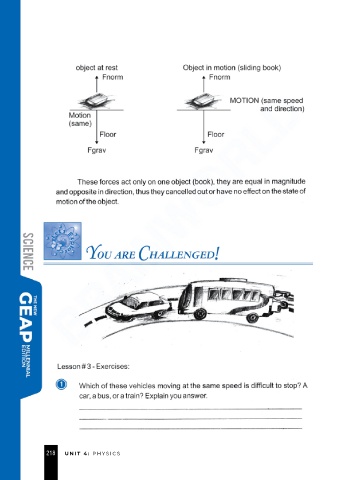 object at rest Object in motion (sliding book)
Fnorm Fnorm
MOTION (same speed
and direction)
Motion
(same)
Floor Floor
Fgrav Fgrav
These forces act only on one object (book), they are equal in magnitude
and opposite in direction, thus they cancelled out or have no effect on the state of
motion of the object.
YOU ARE CHALLENGED!
SCIENCE
THE NEW
GEAP
MILLENNIAL
EDITION
Lesson # 3 - Exercises:
1 Which of these vehicles moving at the same speed is difficult to stop? A
car, a bus, or a train? Explain you answer.
218 UNIT 4: PHYSICS